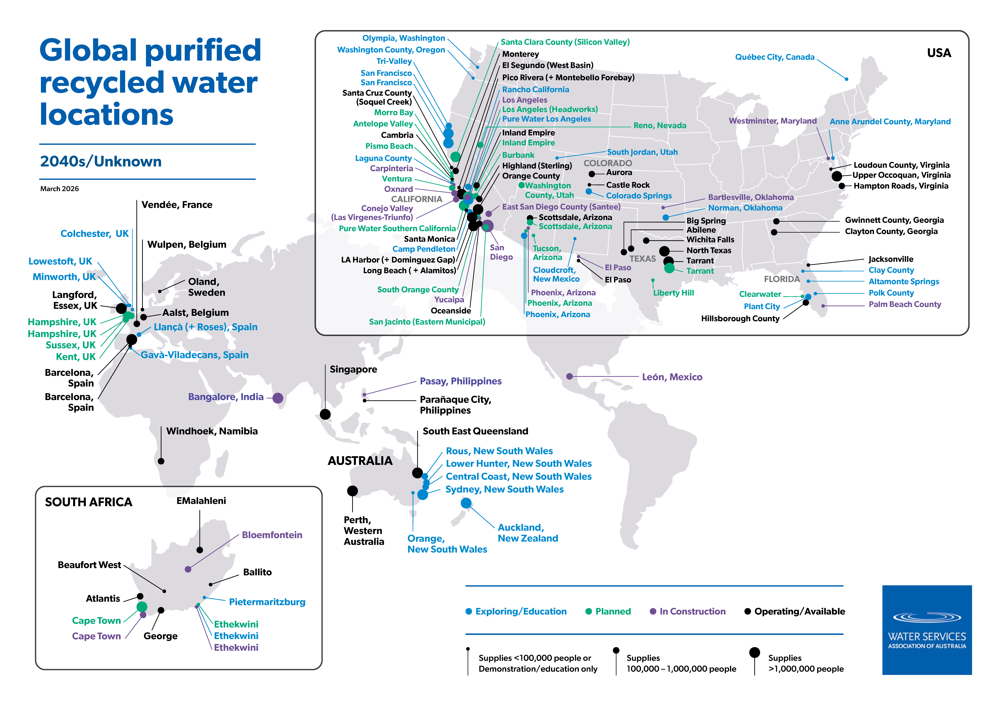 Global purified
recycled water
locations
2040s/Unknown
March 2026
Vendée, France
Colchester, UK
Wulpen, Belgium
Lowestoft, UK
Minworth, UK
Oland,
Sweden
Langford,
Essex, UK
Aalst, Belgium
Hampshire, UK
Llançà (+ Roses), Spain
Hampshire, UK
Sussex, UK
Kent, UK
Gavà-Viladecans, Spain
Barcelona,
Spain
Barcelona,
Spain
Bangalore, India
Windhoek, Namibia
Singapore
Pasay, Philippines
Parañaque City,
Philippines
León, Mexico
USA
Olympia, Washington
Washington County, Oregon
Tri-Valley
San Francisco
San Francisco
Santa Cruz County
(Soquel Creek)
Morro Bay
Antelope Valley
Cambria
Pismo Beach
Laguna County
Carpinteria
Ventura
Oxnard
CALIFORNIA
Conejo Valley
(Las Virgenes-Triunfo)
Pure Water Southern California
Santa Monica
Camp Pendleton
LA Harbor (+ Dominguez Gap)
Long Beach ( + Alamitos)
South Orange County
Yucaipa
Oceanside
San Jacinto (Eastern Municipal)
Santa Clara County (Silicon Valley)
Monterey
El Segundo (West Basin)
Pico Rivera (+ Montebello Forebay)
Rancho California
Los Angeles
Los Angeles (Headworks)
Pure Water Los Angeles
Reno, Nevada
Inland Empire
Inland Empire
Burbank
Highland (Sterling)
Orange County
South Jordan, Utah
COLORADO
Aurora
Castle Rock
Colorado Springs
Washington
County, Utah
East San Diego County (Santee)
San
Diego
Scottsdale, Arizona
Scottsdale, Arizona
Tucson,
Arizona
Cloudcroft,
New Mexico
Phoenix, Arizona
Phoenix, Arizona
Phoenix, Arizona
El Paso
El Paso
TEXAS
Bartlesville, Oklahoma
Norman, Oklahoma
Big Spring
Abilene
Wichita Falls
North Texas
Tarrant
Tarrant
Liberty Hill
Québec City, Canada
Westminster, Maryland
Anne Arundel County, Maryland
Loudoun County, Virginia
Upper Occoquan, Virginia
Hampton Roads, Virginia
Gwinnett County, Georgia
Clayton County, Georgia
Jacksonville
Clay County
FLORIDA
Altamonte Springs
Clearwater
Polk County
Plant City
Palm Beach County
Hillsborough County
AUSTRALIA
South East Queensland
Rous, New South Wales
Lower Hunter, New South Wales
Central Coast, New South Wales
Sydney, New South Wales
Perth,
Western
Australia
Orange,
New South Wales
Auckland,
New Zealand
SOUTH AFRICA
EMalahleni
Bloemfontein
Beaufort West
Ballito
Atlantis
Pietermaritzburg
Cape Town
Cape Town
George
Ethekwini
Ethekwini
Ethekwini
Exploring/Education
Planned
In Construction
Operating/Available
Supplies <100,000 people or
Demonstration/education only
Supplies
100,000 – 1,000,000 people
Supplies
>1,000,000 people
WATER SERVICES
ASSOCIATION OF AUSTRALIA